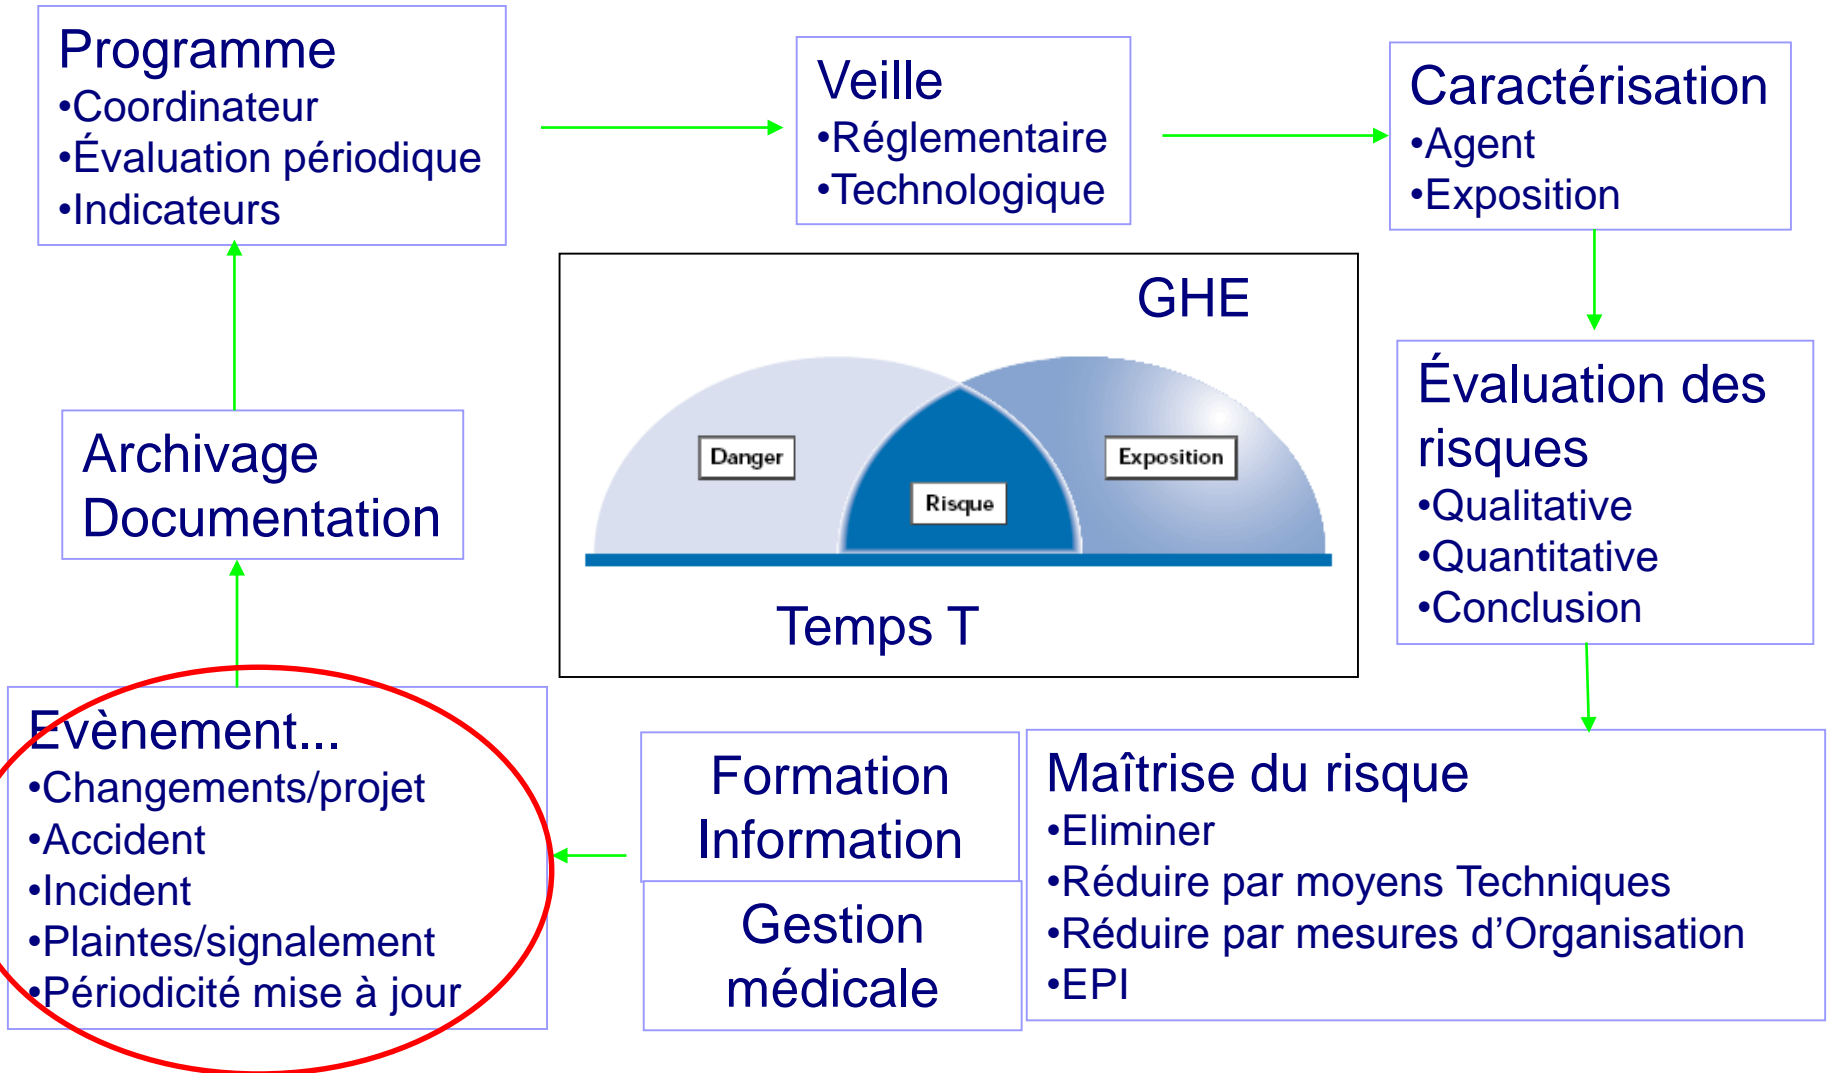 Programme
•Coordinateur
•Évaluation périodique
•Indicateurs
Veille
•Réglementaire
•Technologique
Caractérisation
•Agent
•Exposition
GHE
Danger
Risque
Exposition
Temps T
Évaluation des
risques
•Qualitative
•Quantitative
•Conclusion
Archivage
Documentation
Evènement...
•Changements/projet
•Accident
•Incident
•Plaintes/signalement
•Périodicité mise à jour
Formation
Information
Gestion
médicale
Maîtrise du risque
•Eliminer
•Réduire par moyens Techniques
•Réduire par mesures d’Organisation
•EPI